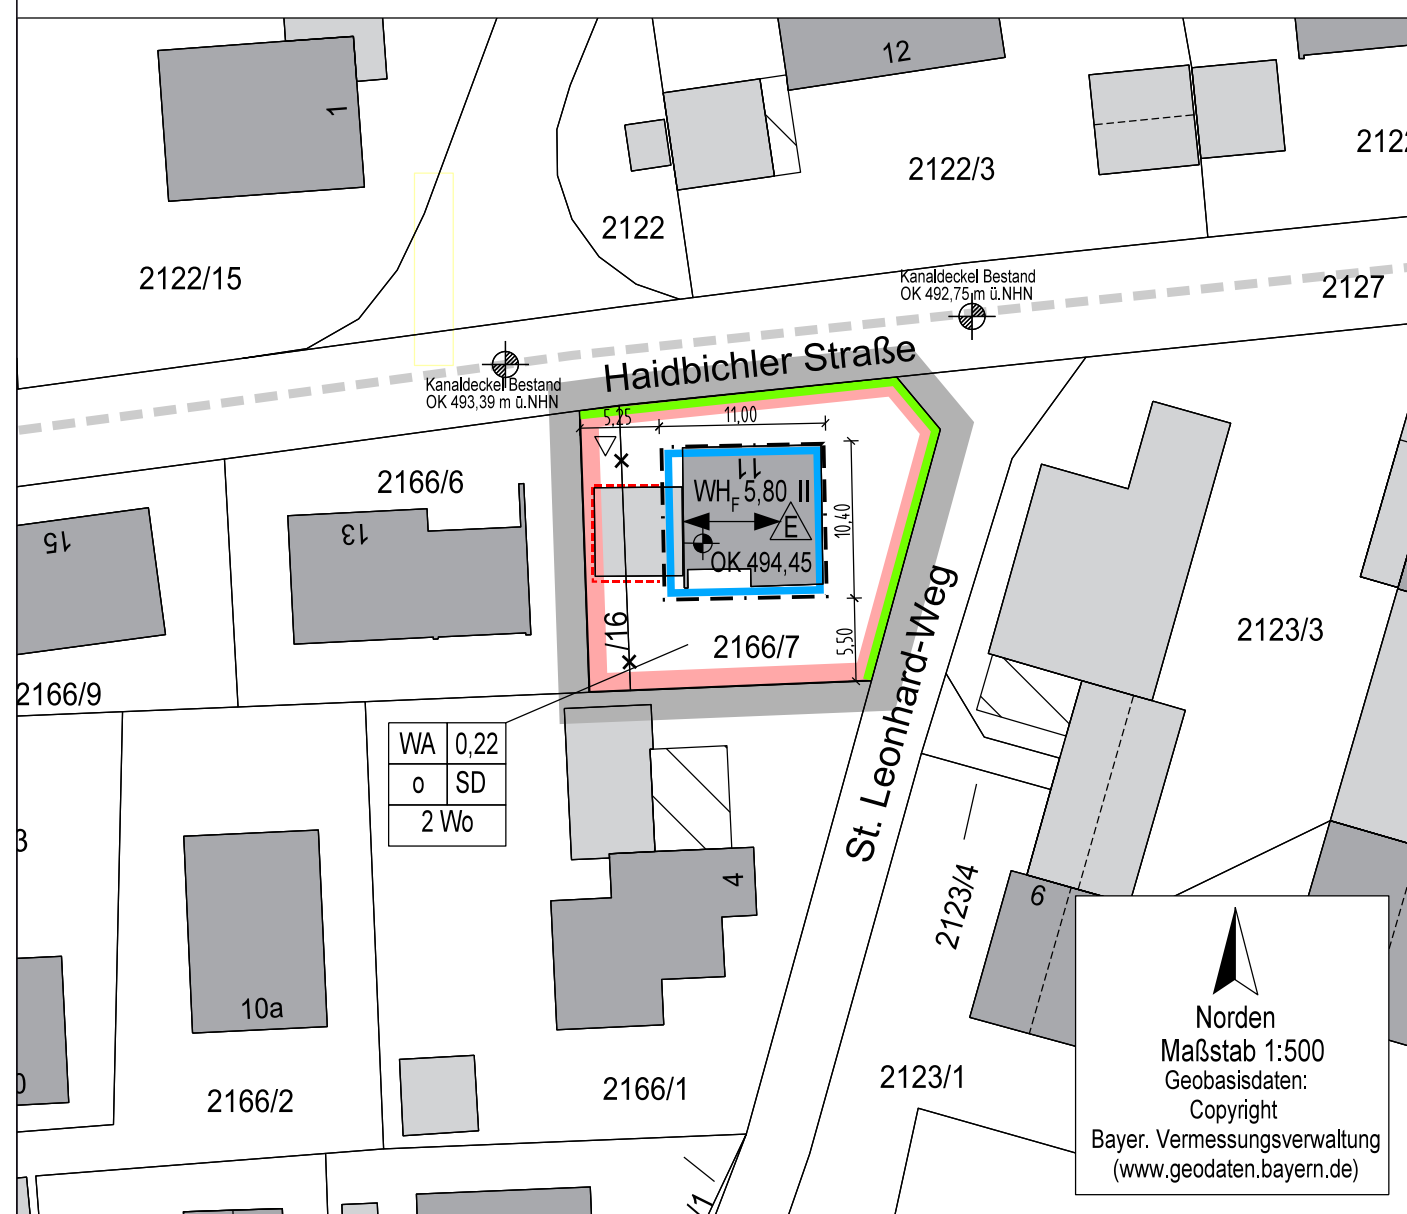 12
1
2122/3
2122
2122/15
Kanaldeckel Bestand
OK 492,75 m ü.NHN
2127
Haidbichler Straße
Kanaldeckel Bestand
OK 493,39 m ü.NHN
5,25
11,00
2166/6
11
WH F 5,80 II
E
OK 494,45
10,40
15
13
/16
2166/7
5,50
2123/3
2166/9
St. Leonhard-Weg
WA 0,22
o SD
2 Wo
3
4
2123/4
6
10a
0
2166/2
2166/1
2123/1
/1
Norden
Maßstab 1:500
Geobasisdaten:
Copyright
Bayer. Vermessungsverwaltung
(www.geodaten.bayern.de)